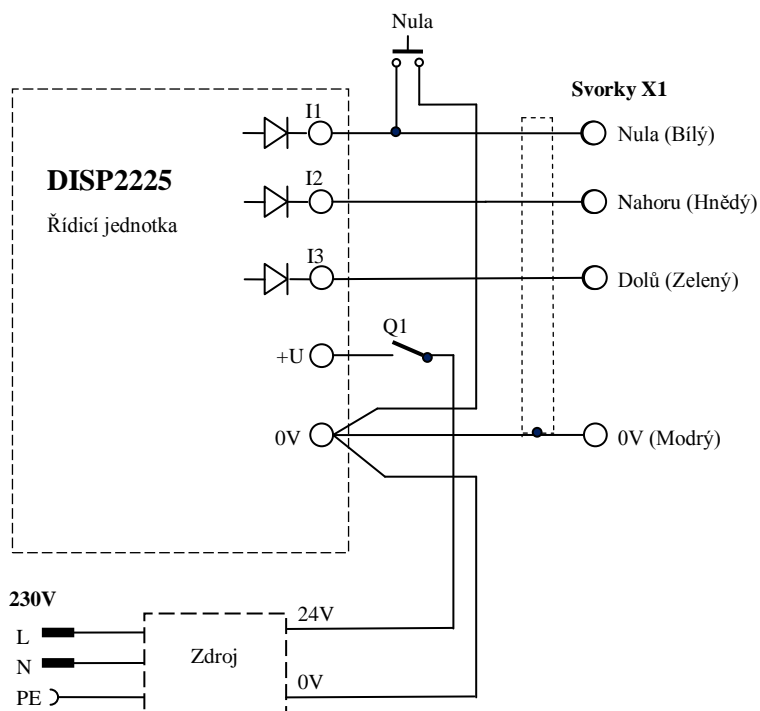 Nula
Svorky X1
I1
Nula (Bílý)
DISP2225
I2
Nahoru (Hnědý)
Řídicí jednotka
I3
Dolů (Zelený)
Q1
+U
0V
0V (Modrý)
230V
24V
L
Zdroj
N
0V
PE